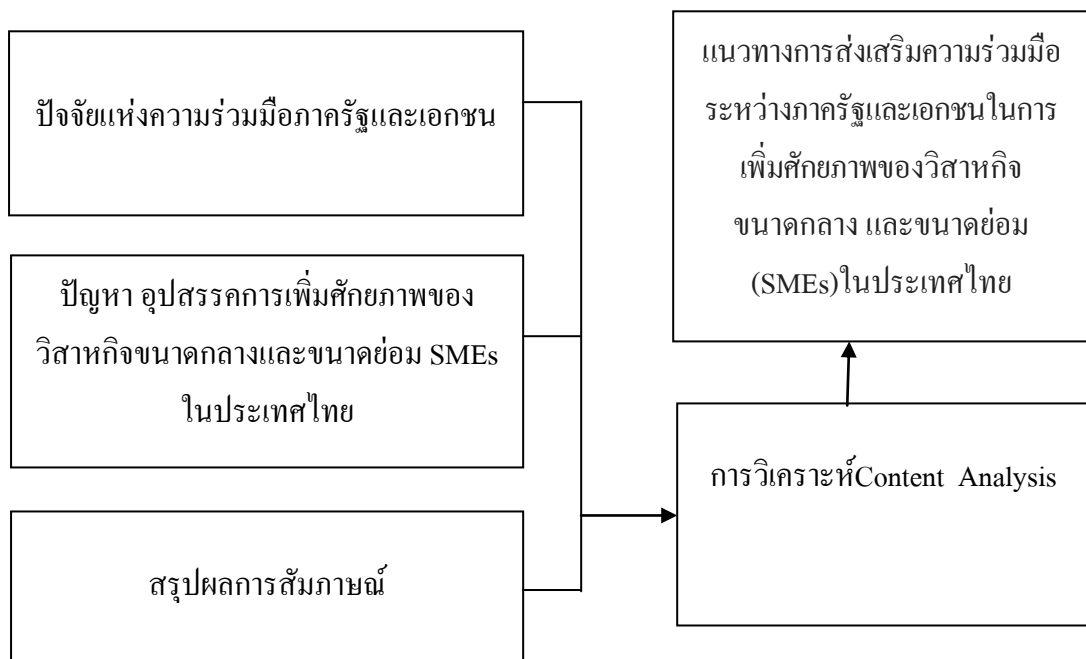 ปัจจัยแห่งความร่วมมือภาครัฐและเอกชน
ปัญหา อุปสรรคการเพิ่มศักยภาพของ
วิสาหกิจขนาดกลางและขนาดย่อม SMEs
ในประเทศไทย
สรุปผลการสัมภาษณ์
แนวทางการส่งเสริมความร่วมมือ
ระหว่างภาครัฐและเอกชนในการ
เพิ่มศักยภาพของวิสาหกิจ
ขนาดกลาง และขนาดย่อม
(SMEs)ในประเทศไทย
การวิเคราะห์Content Analysis